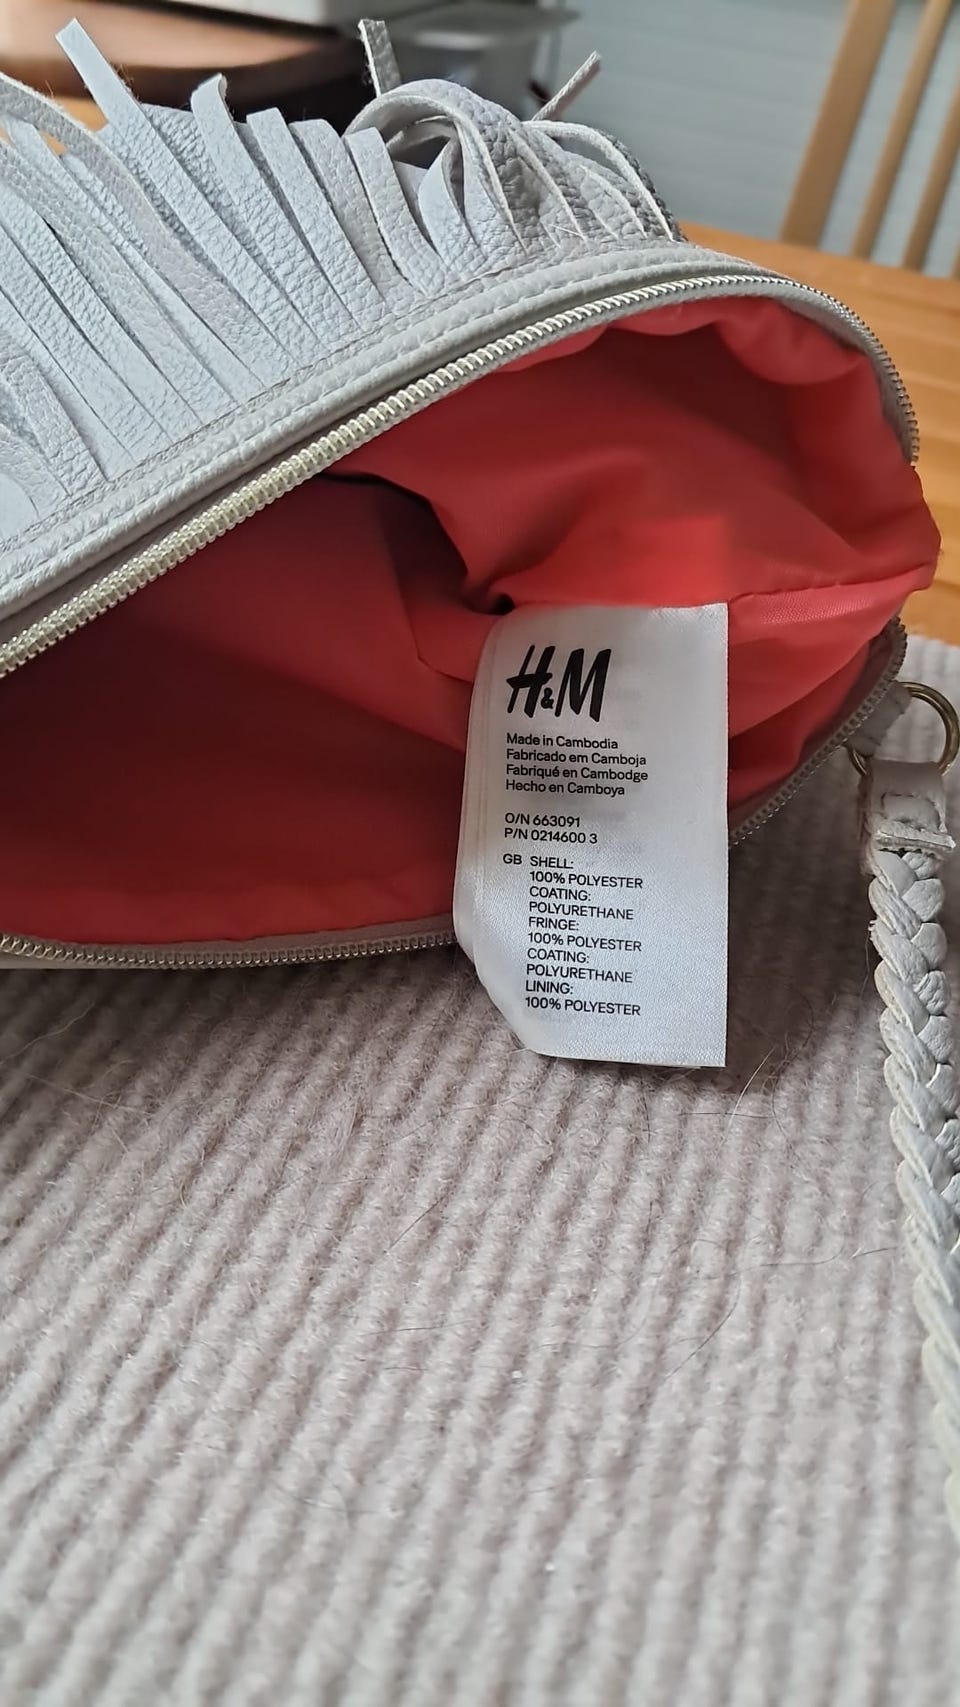 H&M
Made in Cambodia
Fabricado em Camboja
Fabriqué en Cambodge
Hecho en Camboya
O/N 663091
P/N 0214600 3
GB SHELL:
100% POLYESTER
COATING:
POLYURETHANE
FRINGE:
100% POLYESTER
COATING:
POLYURETHANE
LINING:
100% POLYESTER